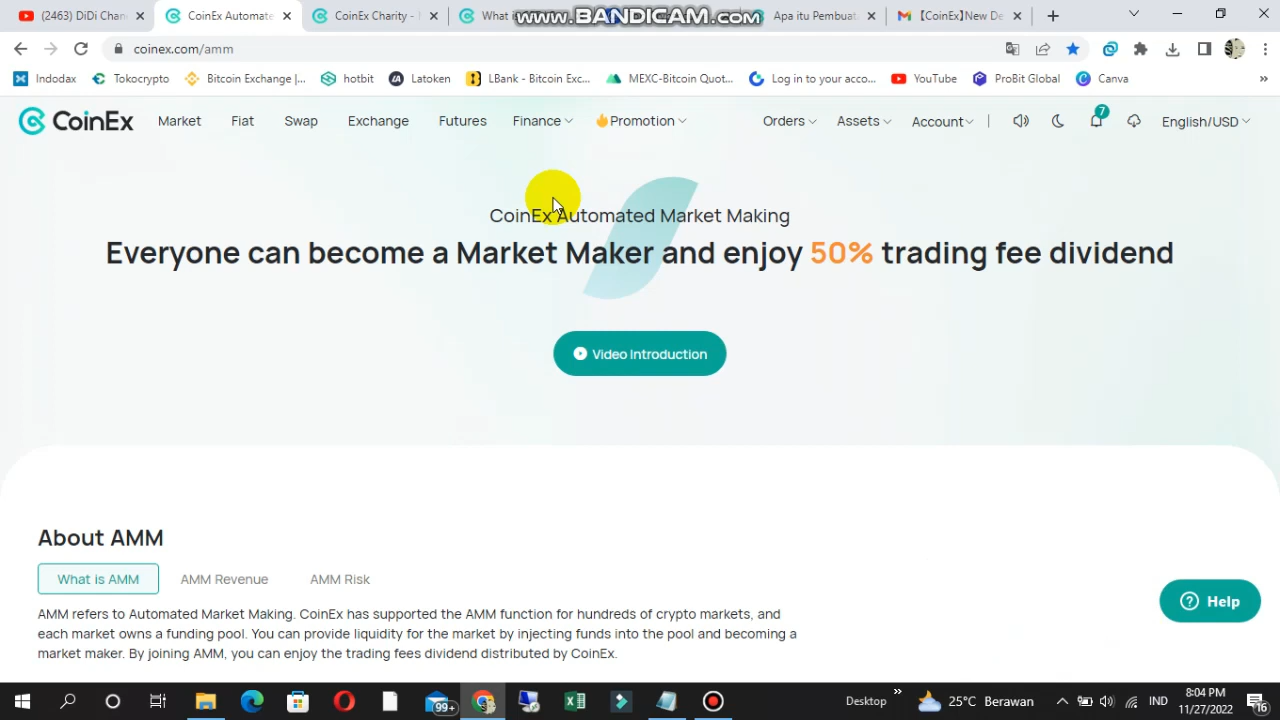 (2463) DiDi Chan
CoinEx Automate
CoinEx Charity -
What is
Apa itu Pembuat
【CoinEx】New De
www.BANDICAM.com
coinex.com/amm
Indodax
Tokocrypto
Bitcoin Exchange |...
hotbit
Latoken
LBank - Bitcoin Exc...
MEXC-Bitcoin Quot...
Log in to your acco...
YouTube
ProBit Global
Canva
»
CoinEx
Market
Fiat
Swap
Exchange
Futures
Finance
Promotion
Orders
Assets
Account
7
English/USD
CoinEx Automated Market Making
Everyone can become a Market Maker and enjoy 50% trading fee dividend
Video Introduction
About AMM
What is AMM
AMM Revenue
AMM Risk
AMM refers to Automated Market Making. CoinEx has supported the AMM function for hundreds of crypto markets, and
each market owns a funding pool. You can provide liquidity for the market by injecting funds into the pool and becoming a
market maker. By joining AMM, you can enjoy the trading fees dividend distributed by CoinEx.
Help
99+
Desktop
»
25°C Berawan
IND
8:04 PM
11/27/2022
16